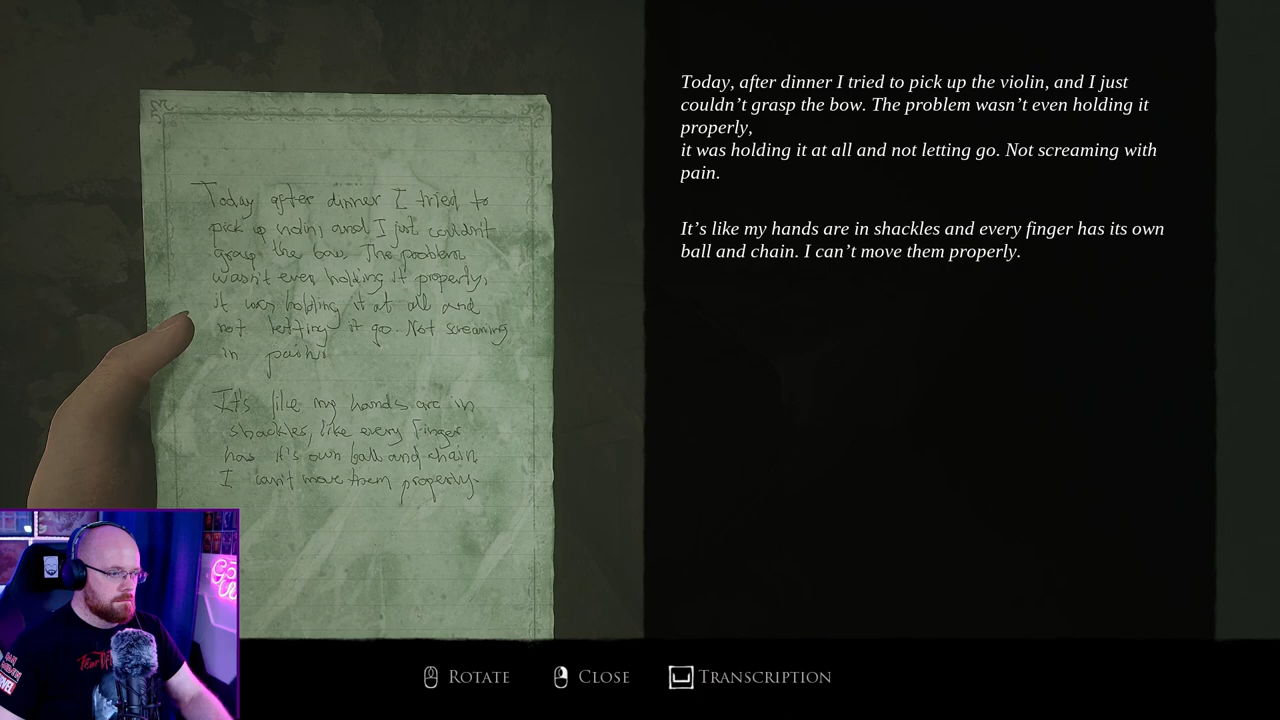 Today after dinner I tried to
pick up violin, and I just couldn't
grasp the bow. The problem
wasn't even holding it properly,
it was holding it at all and
not letting it go. Not screaming
in
It's like my hands are in
shackles, like every finger
has it's own ball and chain.
I can't move them properly.
Today, after dinner I tried to pick up the violin, and I just
couldn't grasp the bow. The problem wasn't even holding it
properly,
it was holding it at all and not letting go. Not screaming with
pain.
It's like my hands are in shackles and every finger has its own
ball and chain. I can't move them properly.
ROTATE
CLOSE
TRANSCRIPTION